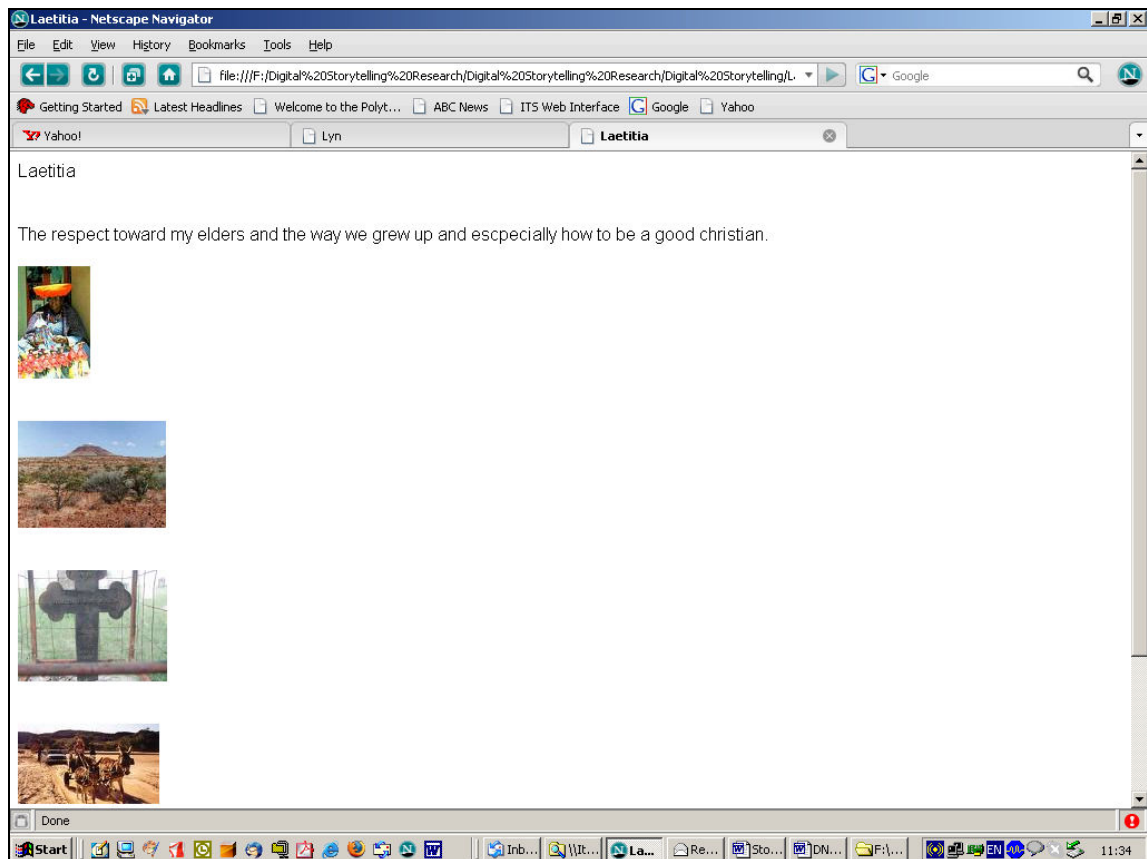 Laetitia - Netscape Navigator
File Edit View History Bookmarks Tools Help
file:///F:/Digital%20Storytelling%20Research/Digital%20Storytelling%20Research/Digital%20Storytelling/L
Google
Getting Started Latest Headlines Welcome to the Polyt... ABC News ITS Web Interface Google Yahoo
Yahoo! Lyn Laetitia
Laetitia
The respect toward my elders and the way we grew up and escpecially how to be a good christian.
Done
Start Inb... \\It... La... Re... Sto... DN... F:\... EN 11:34